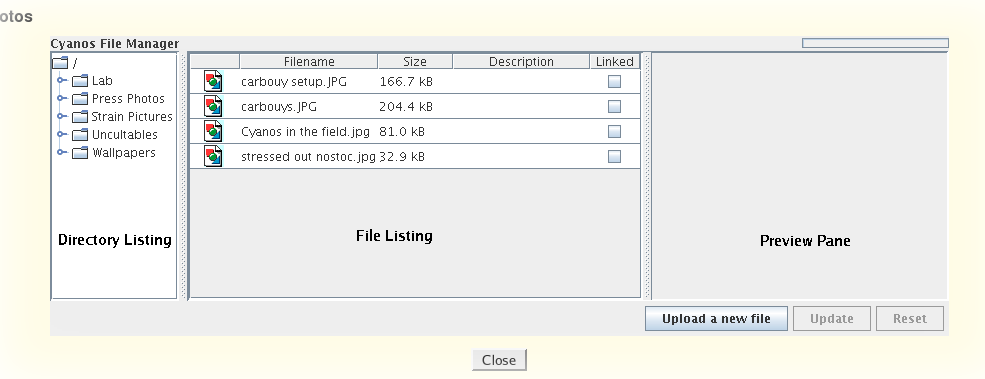 otos
Cyanos File Manager
/
Lab
Press Photos
Strain Pictures
Uncultables
Wallpapers
Directory Listing
Filename Size Description Linked
carbouy setup.JPG 166.7 kB
carbouys.JPG 204.4 kB
Cyanos in the field.jpg 81.0 kB
stressed out nostoc.jpg 32.9 kB
File Listing
Preview Pane
Upload a new file Update Reset
Close